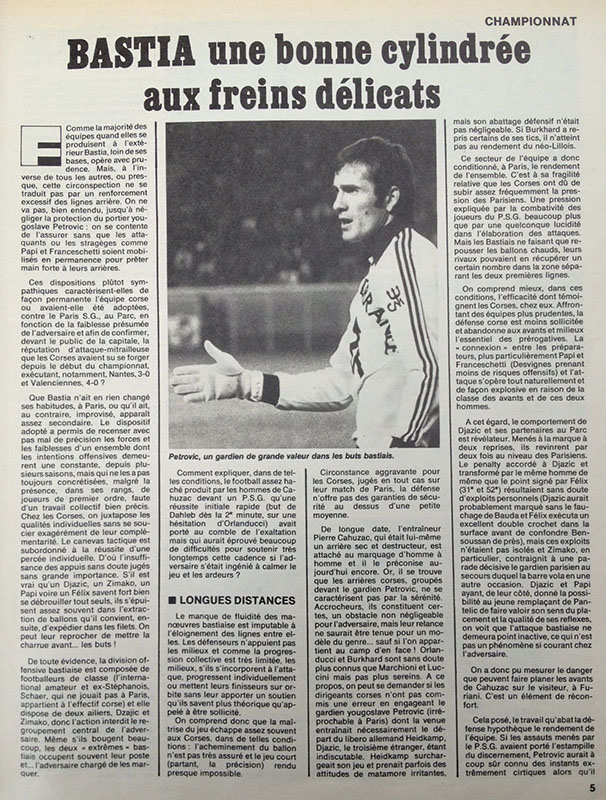 CHAMPIONNAT
BASTIA une bonne cylindrée
aux freins délicats
Comme la majorité des
équipes quand elles se
produisent à l'exté-
rieur Bastia, loin de ses
bases, opère avec pru-
dence. Mais, à l'in-
verse de tous les autres, ou pres-
que, cette circonspection ne se
traduit pas par un renforcement
excessif des lignes arrière. On ne
va pas, bien entendu, jusqu'à né-
gliger la protection du portier you-
goslave Petrovic : on se contente
de l'assurer sans que les atta-
quants ou les stratèges comme
Papi et Franceschetti soient mobi-
lisés en permanence pour prêter
main forte à leurs arrières.
Ces dispositions plutôt sym-
pathiques caractérisent-elles de
façon permanente l'équipe corse
ou avaient-elle été adoptées,
contre le Paris S.G., au Parc, en
fonction de la faiblesse présumée
de l'adversaire et afin de confirmer,
devant le public de la capitale, la
réputation d'attaque-mitrailleuse
que les Corses avaient su se forger
depuis le début du championnat,
exécutant, notamment, Nantes, 3-0
et Valenciennes, 4-0 ?
Que Bastia n'ait en rien changé
ses habitudes, à Paris, ou qu'il ait,
au contraire, improvisé, apparaît
assez secondaire. Le dispositif
adopté a permis de recenser avec
pas mal de précision les forces et
les faiblesses d'un ensemble dont
les intentions offensives demeu-
rent une constante, depuis plu-
sieurs saisons, mais qui ne les a pas
toujours concrétisées, malgré la
présence, dans ses rangs, de
joueurs de premier ordre, faute
d'un travail collectif bien précis.
Chez les Corses, on juxtapose les
qualités individuelles sans se sou-
cier exagérément de leur complé-
mentarité. Le canevas tactique est
subordonné à la réussite d'une
percée individuelle. D'où l'insuffi-
sance des appuis sans doute jugés
sans grande importance. S'il est
vrai qu'un Djazic, un Zimako, un
Papi voire un Félix savent fort bien
se débrouiller tout seuls, ils s'épui-
sent assez souvent dans l'extrac-
tion de ballons qu'il convient, en-
suite, d'expédier dans les filets. On
peut leur reprocher de mettre la
charrue avant... les buts !
De toute évidence, la division of-
fensive bastiaise est composée de
footballeurs de classe (l'interna-
tional amateur et ex-Stéphanois,
Schaer, qui ne jouait pas à Paris,
appartient à l'effectif corse) et elle
dispose de deux ailiers, Dzajic et
Zimako, donc l'action interdit le re-
groupement central de l'adver-
saire. Même s'ils bougent beau-
coup, les deux « extrêmes » bas-
tiais occupent souvent leur poste
et... l'adversaire chargé de les mar-
quer.
Petrovic, un gardien de grande valeur dans les buts bastiais.
Comment expliquer, dans de tel-
les conditions, le football assez ha-
ché produit par les hommes de Ca-
huzac devant un P.S.G. qu'une
réussite initiale rapide (but de
Dahleb dès la 2e minute, sur une
hésitation d'Orlanducci) avait
porté au comble de l'exaltation
mais qui aurait éprouvé beaucoup
de difficultés pour soutenir très
longtemps cette cadence si l'ad-
versaire s'était ingénié à calmer le
jeu et les ardeurs ?
■ LONGUES DISTANCES
Le manque de fluidité des ma-
nœuvres bastiaise est imputable à
l'éloignement des lignes entre el-
les. Les défenseurs n'appuient pas
les milieux et comme la progres-
sion collective est très limitée, les
milieux, s'ils s'incorporent à l'atta-
que, progressent individuellement
ou mettent leurs finisseurs sur or-
bite sans leur apporter un soutien
qu'ils savent plus théorique qu'ap-
pelé à être sollicité.
On comprend donc que la maî-
trise du jeu échappe assez souvent
aux Corses, dans de telles condi-
tions : l'acheminement du ballon
n'est pas très assuré et le jeu court
(partant, la précision) rendu
presque impossible.
Circonstance aggravante pour
les Corses, jugés en tout cas sur
leur match de Paris, la défense
n'offre pas des garanties de sécu-
rité au dessus d'une petite
moyenne.
De longue date, l'entraîneur
Pierre Cahuzac, qui était lui-même
un arrière sec et destructeur, est
attaché au marquage d'homme à
homme et il le préconise au-
jourd'hui encore. Or, il se trouve
que les arrières corses, groupés
devant le gardien Petrovic, ne se
caractérisent pas par la sérénité.
Accrocheurs, ils constituent cer-
tes, un obstacle non négligeable
pour l'adversaire, mais leur relance
ne saurait être tenue pour un mo-
dèle du genre... sauf si l'on appar-
tient au camp d'en face ! Orlan-
ducci et Burkhard sont sans doute
plus connus que Marchioni et Luc-
cini mais pas plus sereins. A ce
propos, on peut se demander si les
dirigeants corses n'ont pas com-
mis une erreur en engageant le
gardien yougoslave Petrovic (irré-
prochable à Paris) dont la venue
entraînait nécessairement le dé-
part du libero allemand Heidkamp,
Djazic, le troisième étranger, étant
indiscutable. Heidkamp surchar-
geait son jeu et prenait parfois des
attitudes de matamore irritantes,
mais son abattage défensif n'était
pas négligeable. Si Burkhard a re-
pris certains de ses tics, il n'atteint
pas au rendement du néo-Lillois.
Ce secteur de l'équipe a donc
conditionné, à Paris, le rendement
de l'ensemble. C'est à sa fragilité
relative que les Corses ont dû de
subir assez fréquemment la pres-
sion des Parisiens. Une pression
expliquée par la combativité des
joueurs du P.S.G. beaucoup plus
que par une quelconque lucidité
dans l'élaboration des attaques.
Mais les Bastiais ne faisant que re-
pousser les ballons chauds, leurs
rivaux pouvaient en récupérer un
certain nombre dans la zone sépa-
rant les deux premières lignes.
On comprend mieux, dans ces
conditions, l'efficacité dont témoi-
gnent les Corses, chez eux. Affron-
tant des équipes plus prudentes, la
défense corse est moins sollicitée
et abandonne aux avants et milieux
l'essentiel des prérogatives. La
« connexion » entre les prépara-
teurs, plus particulièrement Papi et
Franceschetti (Desvignes prenant
moins de risques offensifs) et l'at-
taque s'opère tout naturellement et
de façon explosive en raison de la
classe des avants et de ces deux
hommes.
A cet égard, le comportement de
Djazic et ses partenaires au Parc
est révélateur. Menés à la marque à
deux reprises, ils revinrent par
deux fois au niveau des Parisiens.
Le penalty accordé à Djazic et
transformé par le même homme de
même que le point signé par Félix
(31e et 52e) résultaient sans doute
d'exploits personnels (Djazic aurait
probablement marqué sans le fau-
chage de Bauda et Félix exécuta un
excellent double crochet dans la
surface avant de confondre Ben-
soussan de près), mais ces exploits
n'étaient pas isolés et Zimako, en
particulier, contraignit à une pa-
rade décisive le gardien parisien au
secours duquel la barre vola en une
autre occasion. Djazic et Papi
ayant, de leur côté, donné la possi-
bilité au jeune remplaçant de Pan-
telic de faire valoir son sens du pla-
cement et la qualité de ses reflexes,
on voit que l'attaque bastiaise ne
demeura point inactive, ce qui n'est
pas un phénomène si courant chez
l'adversaire.
On a donc pu mesurer le danger
que peuvent faire planer les avants
de Cahuzac sur le visiteur, à Fu-
riani. C'est un élément de récon-
fort.
Cela posé, le travail qu'abat la dé-
fense hypothèque le rendement de
l'équipe. Si les assauts menés par
le P.S.G. avaient porté l'estampille
du discernement, Petrovic aurait à
coup sûr connu des instants ex-
trêmement cirtiques alors qu'il
5